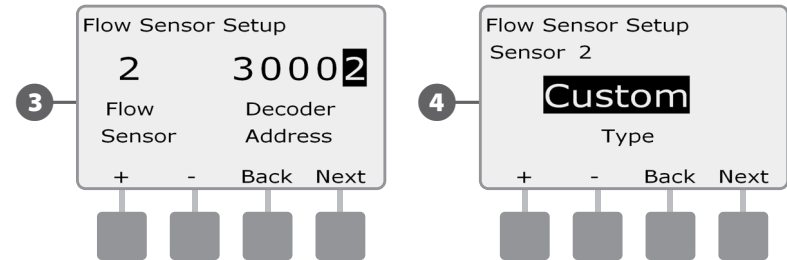 3
Flow Sensor Setup
2 30002
Flow Decoder
Sensor Address
+ - Back Next
4
Flow Sensor Setup
Sensor 2
Custom
Type
+ - Back Next